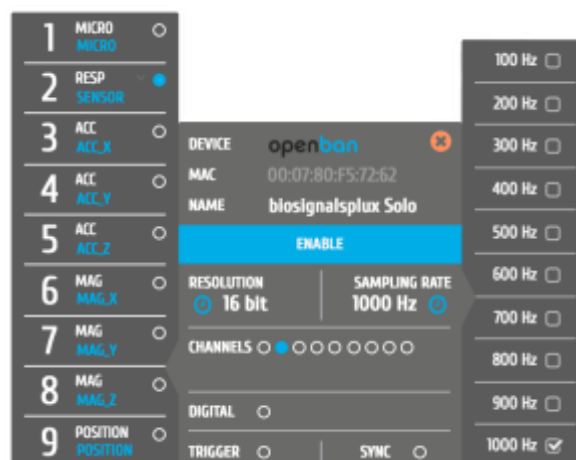 1 MICRO
MICRO
2 RESP
SENSOR
3 ACC
ACC_X
4 ACC
ACC_Y
5 ACC
ACC_Z
6 MAG
MAG_X
7 MAG
MAG_Y
8 MAG
MAG_Z
9 POSITION
POSITION
DEVICE openban
MAC 00:07:80:F5:72:62
NAME biosignalsplux Solo
ENABLE
RESOLUTION
16 bit
SAMPLING RATE
1000 Hz
CHANNELS
DIGITAL
TRIGGER
SYNC
100 Hz
200 Hz
300 Hz
400 Hz
500 Hz
600 Hz
700 Hz
800 Hz
900 Hz
1000 Hz